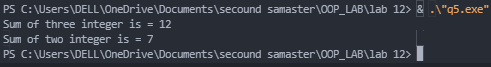 PS C:\Users\DELL\OneDrive\Documents\secound samaster\OOP_LAB\lab 12> & .\"q5.exe"
Sum of three integer is = 12
Sum of two integer is = 7
PS C:\Users\DELL\OneDrive\Documents\secound samaster\OOP_LAB\lab 12>